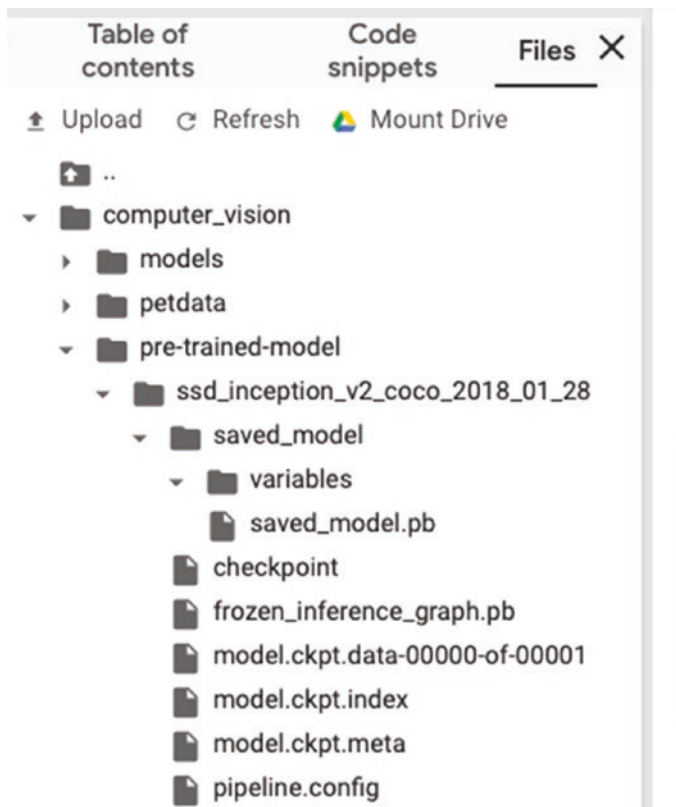 Table of contents
Code snippets
Files
Upload Refresh Mount Drive
..
computer_vision
models
petdata
pre-trained-model
ssd_inception_v2_coco_2018_01_28
saved_model
variables
saved_model.pb
checkpoint
frozen_inference_graph.pb
model.ckpt.data-00000-of-00001
model.ckpt.index
model.ckpt.meta
pipeline.config